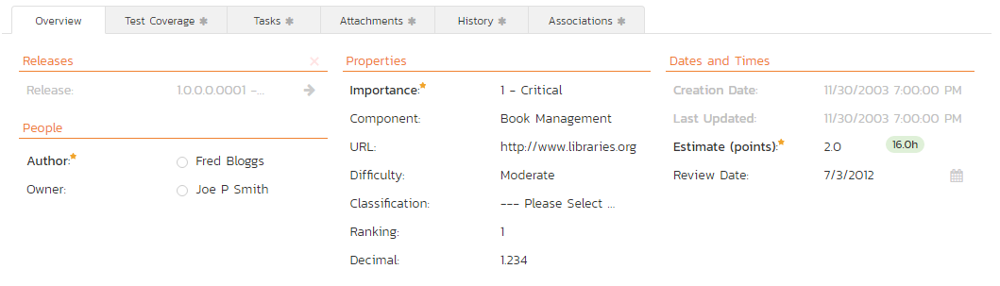 Overview
Test Coverage ✱
Tasks ✱
Attachments ✱
History ✱
Associations ✱
Releases
Release: 1.0.0.0.0001 -...
People
Author: Fred Bloggs
Owner: Joe P Smith
Properties
Importance: 1 - Critical
Component: Book Management
URL: http://www.libraries.org
Difficulty: Moderate
Classification: --- Please Select ...
Ranking: 1
Decimal: 1.234
Dates and Times
Creation Date: 11/30/2003 7:00:00 PM
Last Updated: 11/30/2003 7:00:00 PM
Estimate (points): 2.0 16.0h
Review Date: 7/3/2012